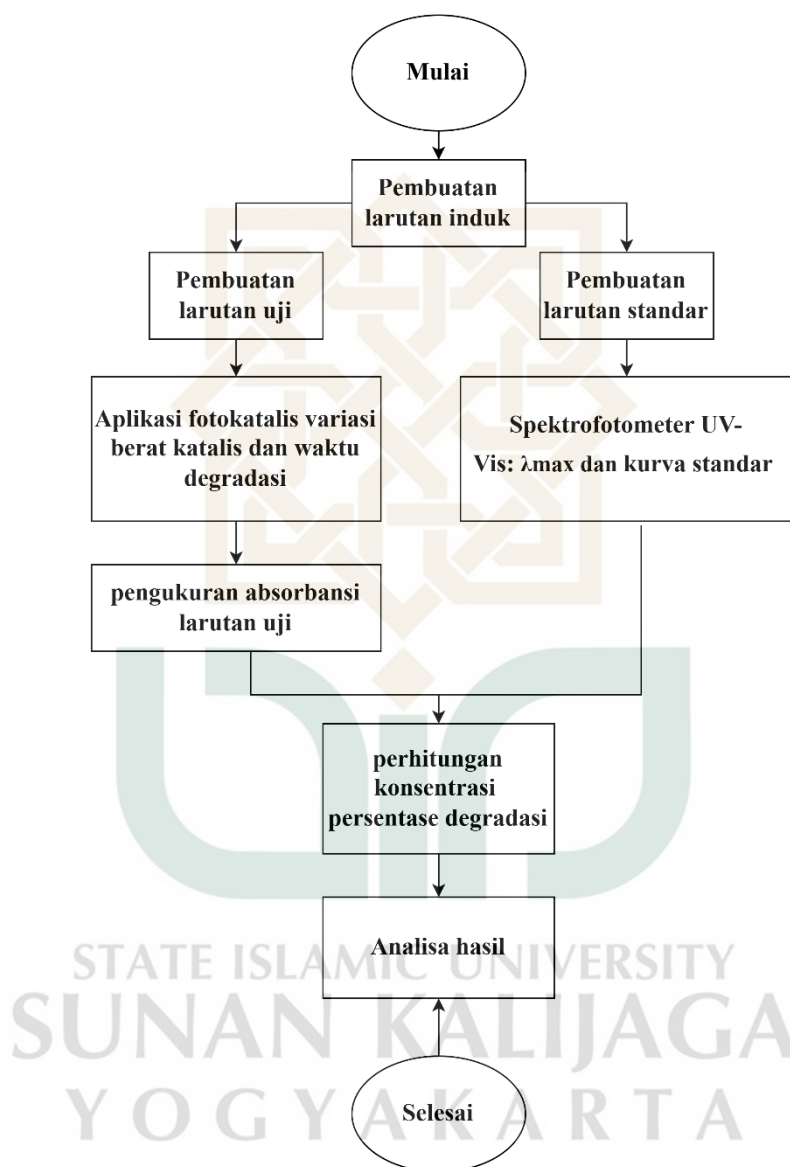 Mulai
Pembuatan
larutan induk
Pembuatan
larutan uji
Pembuatan
larutan standar
Aplikasi fotokatalis variasi
berat katalis dan waktu
degradasi
Spektrofotometer UV-
Vis: λmax dan kurva standar
pengukuran absorbansi
larutan uji
perhitungan
konsentrasi
persentase degradasi
Analisa hasil
Selesai
STATE ISLAMIC UNIVERSITY
SUNAN KALIJAGA
YOGYAKARTA